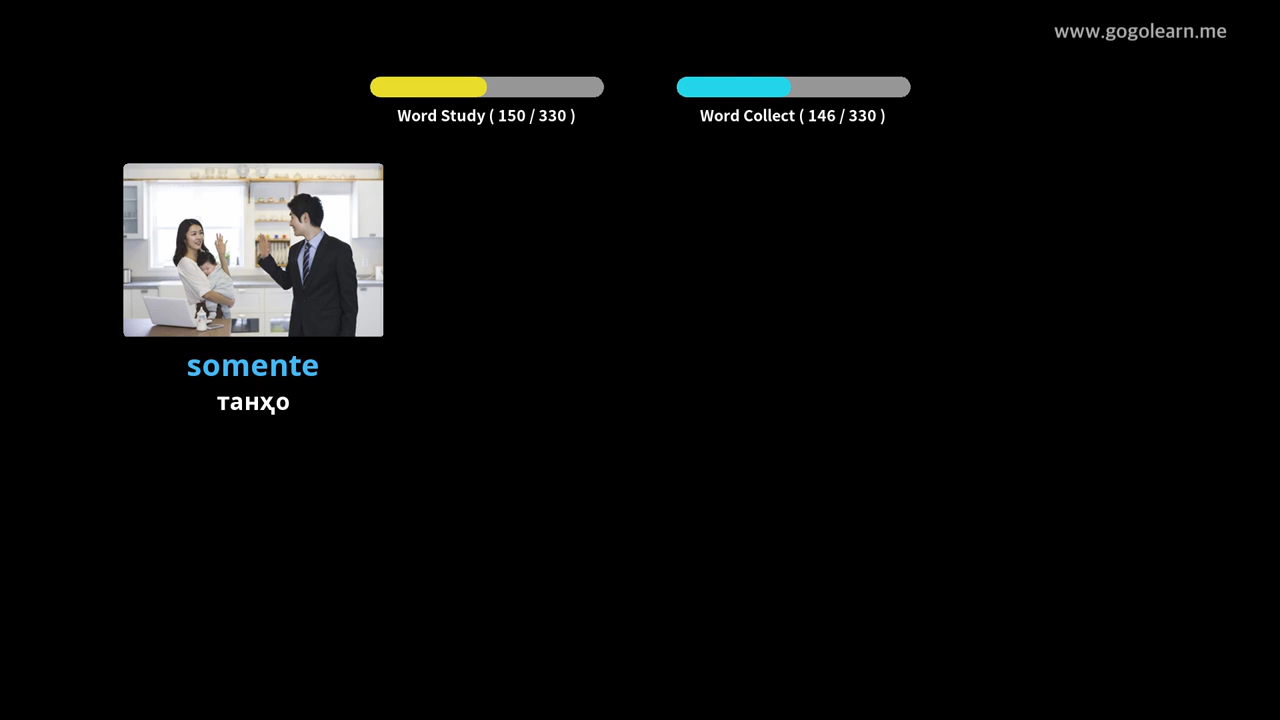 www.gogolearn.me
Word Study ( 150 / 330 )
Word Collect ( 146 / 330 )
somente
танҳо